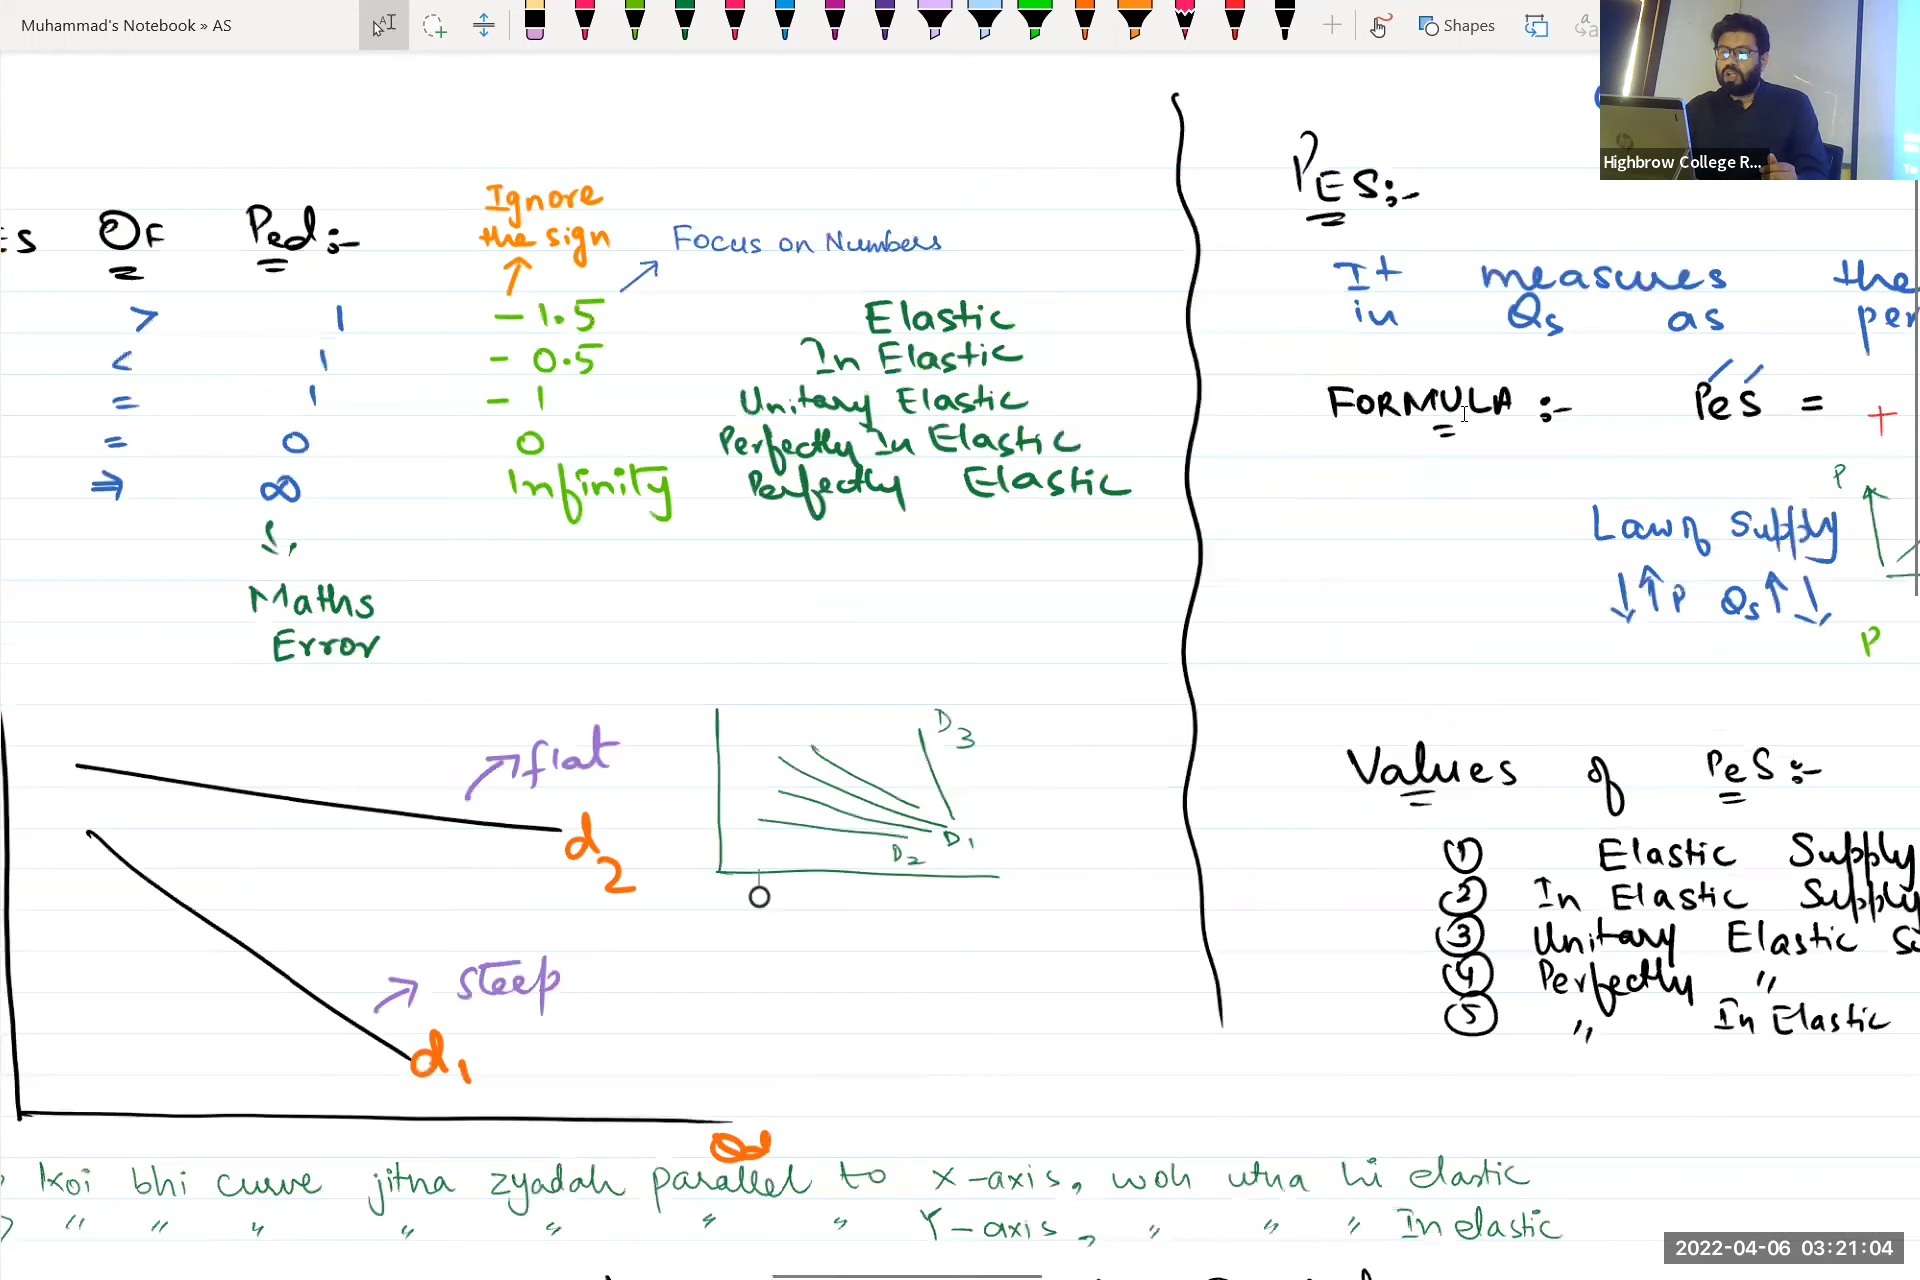 Muhammad's Notebook » AS
Shapes
Highbrow College R...
ES OF Ped:-
Ignore
the sign
Focus on Numbers
> 1 -1.5 Elastic
< 1 -0.5 In Elastic
= 1 -1 Unitary Elastic
= 0 0 Perfectly In Elastic
⇒ ∞ Infinity Perfectly Elastic
Maths
Error
flat
d2
steep
d1
Qd
D3
D1
D2
koi bhi curve jitna zyadah parallel to x-axis, woh utna hi elastic
" " " " " " " Y-axis, " " " In elastic
PES:-
It measures the
in Qs as per
FORMULA :- Pes = +
P
Law of Supply
↓↑P Qs↑↓
P
Values of Pes:-
① Elastic Supply
② In Elastic Supply
③ Unitary Elastic S
④ Perfectly "
⑤ " In Elastic
2022-04-06 03:21:04